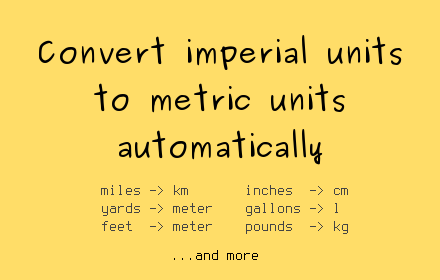 Convert imperial units
to metric units
automatically
miles -> km    inches  -> cm
yards -> meter    gallons -> l
feet  -> meter    pounds  -> kg
...and more